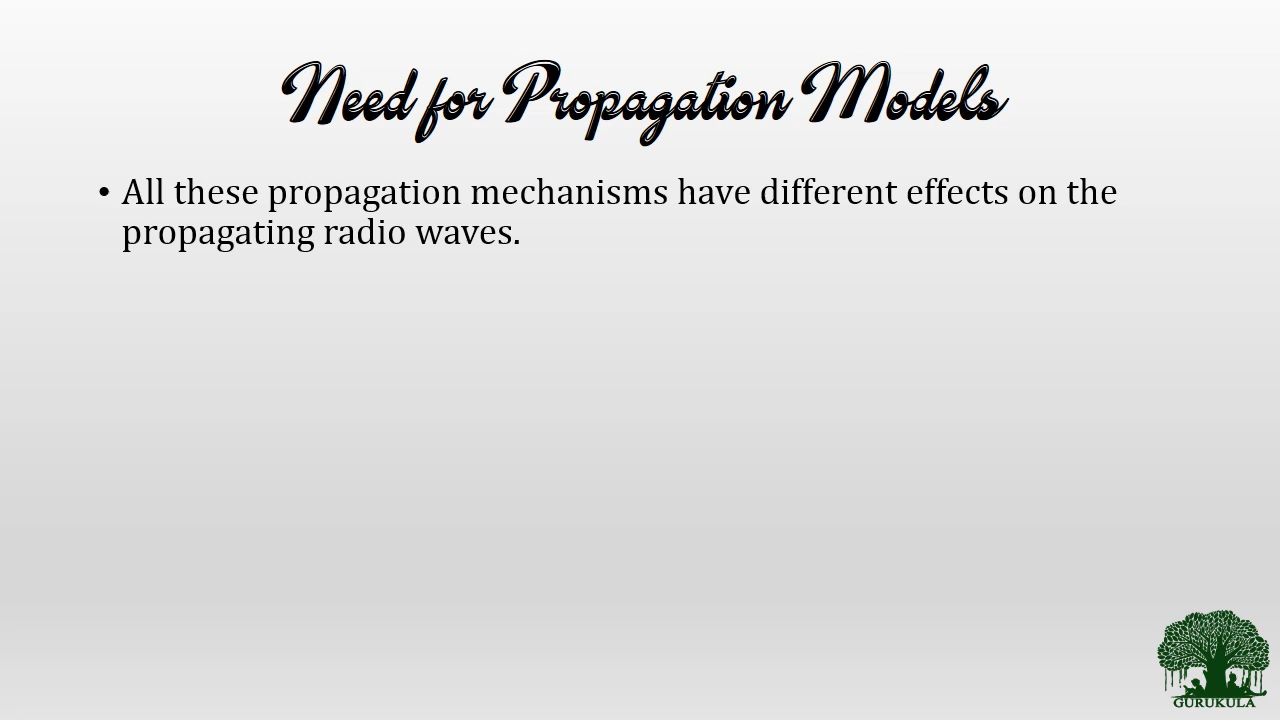 Need for Propagation Models
• All these propagation mechanisms have different effects on the
propagating radio waves.
GURUKULA